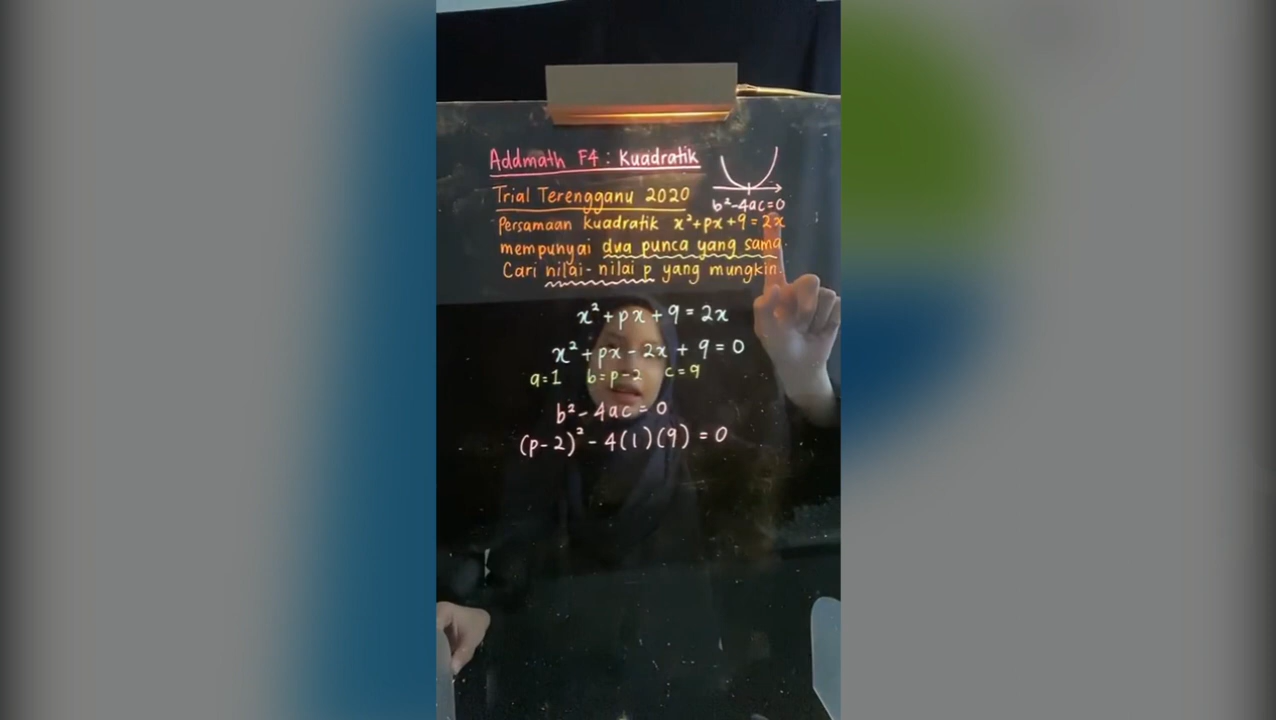 Addmath F4 : Kuadratik
Trial Terengganu 2020
b²-4ac=0
Persamaan kuadratik x²+px+9=2x
mempunyai dua punca yang sama.
Cari nilai-nilai p yang mungkin.
x²+px+9=2x
x²+px-2x+9=0
a=1 b=p-2 c=9
b²-4ac=0
(p-2)²-4(1)(9)=0